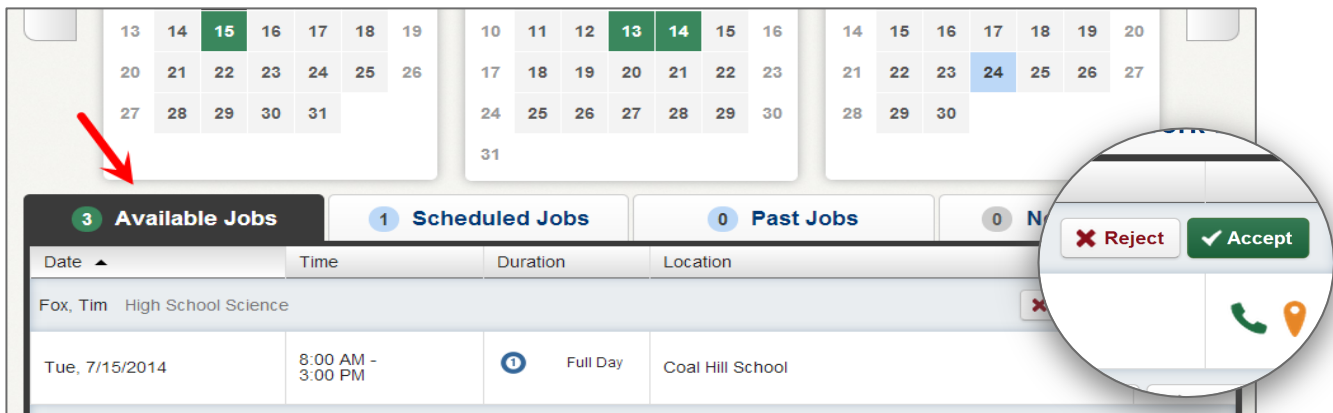 13 14 15 16 17 18 19 10 11 12 13 14 15 16 14 15 16 17 18 19 20
20 21 22 23 24 25 26 17 18 19 20 21 22 23 21 22 23 24 25 26 27
27 28 29 30 31 24 25 26 27 28 29 30 28 29 30
31
3 Available Jobs 1 Scheduled Jobs 0 Past Jobs 0
Date Time Duration Location
Reject Accept
Fox, Tim High School Science
Tue, 7/15/2014 8:00 AM - 1 Full Day Coal Hill School
3:00 PM